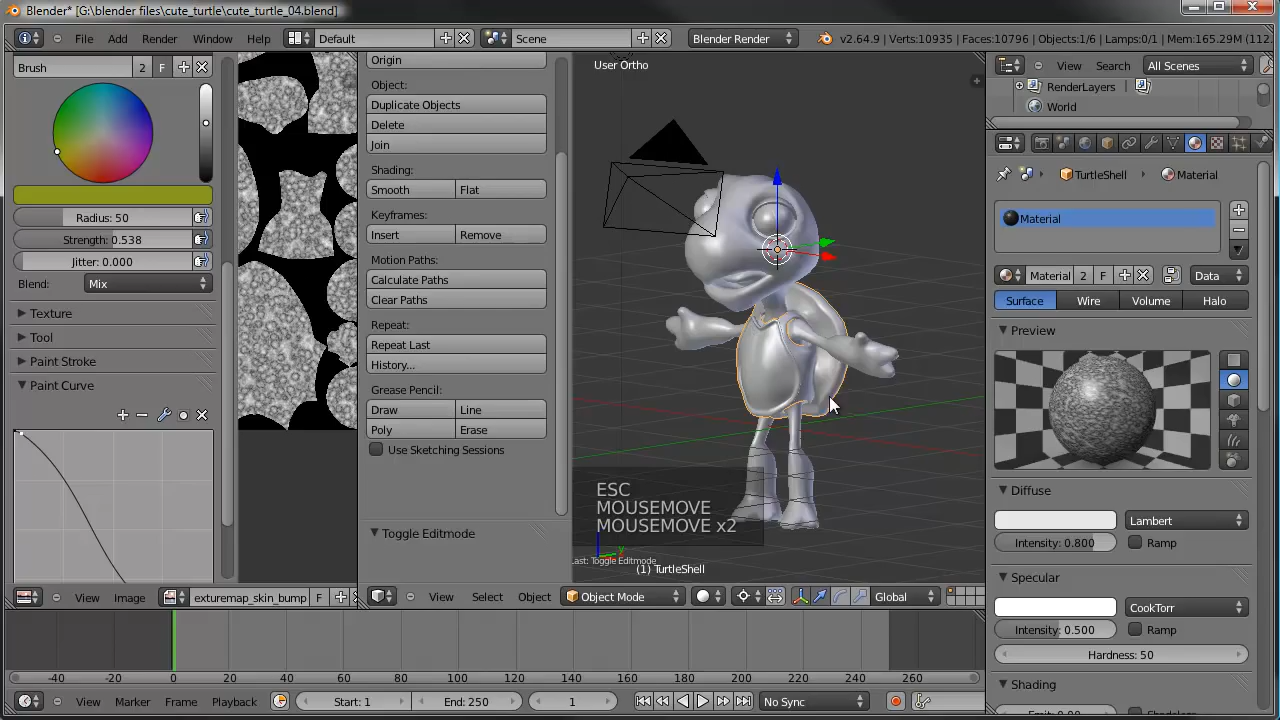 Blender* [G:\blender files\cute_turtle\cute_turtle_04.blend]
File Add Render Window Help Default Scene Blender Render v2.64.9 | Verts:10935 | Faces:10796 | Objects:1/6 | Lamps:0/1 | Mem:165.29M (112.
Brush 2 F
Radius: 50
Strength: 0.538
Jitter: 0.000
Blend: Mix
Texture
Tool
Paint Stroke
Paint Curve
View Image exturemap_skin_bump F
Origin
Object:
Duplicate Objects
Delete
Join
Shading:
Smooth Flat
Keyframes:
Insert Remove
Motion Paths:
Calculate Paths
Clear Paths
Repeat:
Repeat Last
History...
Grease Pencil:
Draw Line
Poly Erase
Use Sketching Sessions
Toggle Editmode
User Ortho
ESC
MOUSEMOVE
MOUSEMOVE x2
Last: Toggle Editmode
(1) TurtleShell
View Select Object Object Mode Global
View Search All Scenes
RenderLayers
World
TurtleShell Material
Material
Material 2 F Data
Surface Wire Volume Halo
Preview
Diffuse
Lambert
Intensity: 0.800 Ramp
Specular
CookTorr
Intensity: 0.500 Ramp
Hardness: 50
Shading
-40 -20 0 20 40 60 80 100 120 140 160 180 200 220 240 260
View Marker Frame Playback Start: 1 End: 250 1 No Sync